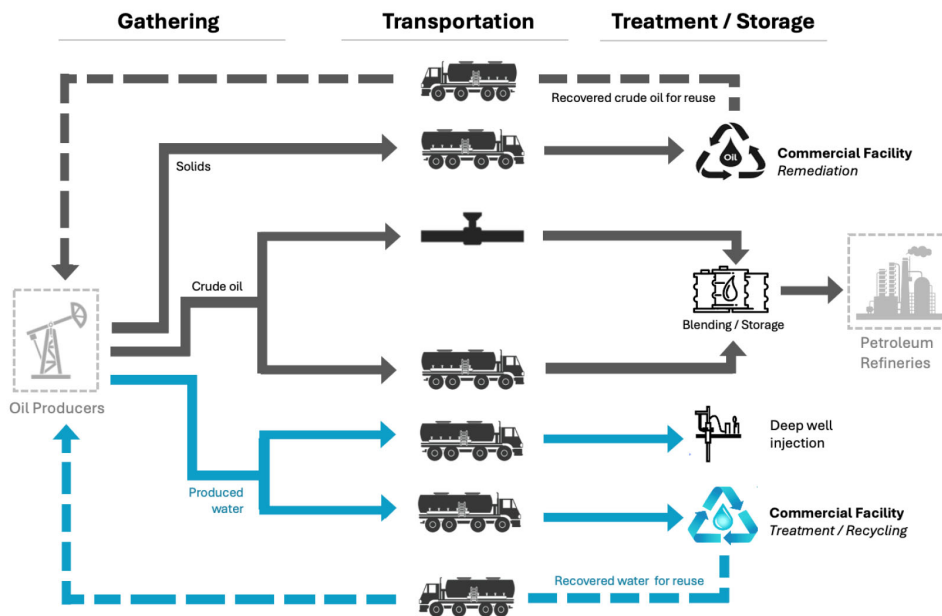 Gathering
Transportation
Treatment / Storage
Recovered crude oil for reuse
Solids
Oil
Commercial Facility
Remediation
Crude oil
Blending / Storage
Petroleum
Refineries
Oil Producers
Deep well
injection
Produced
water
Commercial Facility
Treatment / Recycling
Recovered water for reuse